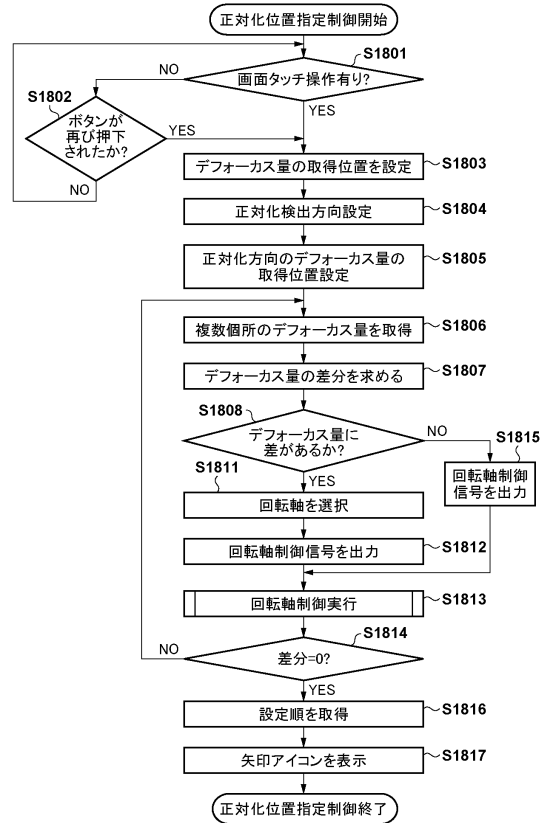 正対化位置指定制御開始
S1801
画面タッチ操作有り?
NO
YES
S1802
ボタンが
再び押下
されたか?
YES
NO
デフォーカス量の取得位置を設定
S1803
正対化検出方向設定
S1804
正対化方向のデフォーカス量の
取得位置設定
S1805
複数個所のデフォーカス量を取得
S1806
デフォーカス量の差分を求める
S1807
S1808
デフォーカス量に
差があるか?
NO
YES
S1815
回転軸制御
信号を出力
S1811
回転軸を選択
回転軸制御信号を出力
S1812
回転軸制御実行
S1813
S1814
差分=0?
NO
YES
設定順を取得
S1816
矢印アイコンを表示
S1817
正対化位置指定制御終了